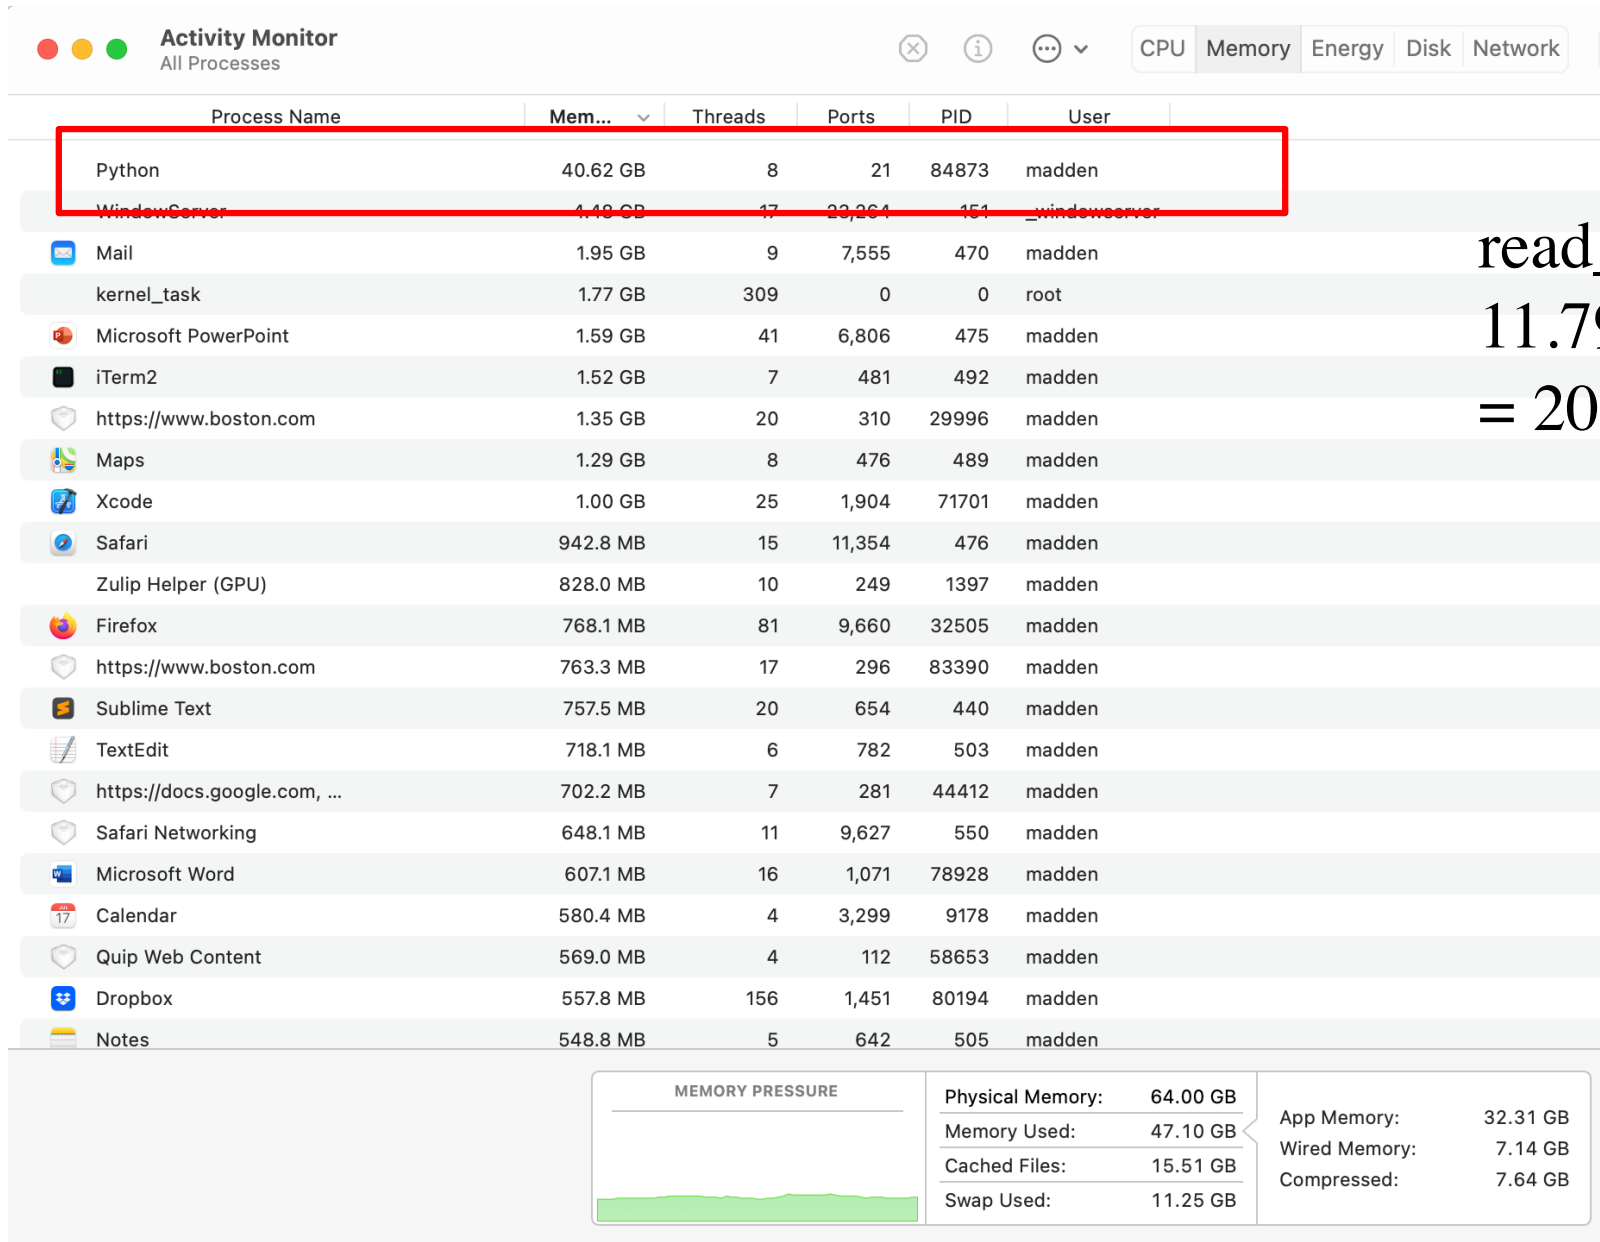 Activity Monitor
All Processes
CPU Memory Energy Disk Network
Process Name Mem... Threads Ports PID User
Python 40.62 GB 8 21 84873 madden
WindowServer 4.48 GB 17 23,264 151 _windowserver
Mail 1.95 GB 9 7,555 470 madden
kernel_task 1.77 GB 309 0 0 root
Microsoft PowerPoint 1.59 GB 41 6,806 475 madden
iTerm2 1.52 GB 7 481 492 madden
https://www.boston.com 1.35 GB 20 310 29996 madden
Maps 1.29 GB 8 476 489 madden
Xcode 1.00 GB 25 1,904 71701 madden
Safari 942.8 MB 15 11,354 476 madden
Zulip Helper (GPU) 828.0 MB 10 249 1397 madden
Firefox 768.1 MB 81 9,660 32505 madden
https://www.boston.com 763.3 MB 17 296 83390 madden
Sublime Text 757.5 MB 20 654 440 madden
TextEdit 718.1 MB 6 782 503 madden
https://docs.google.com, ... 702.2 MB 7 281 44412 madden
Safari Networking 648.1 MB 11 9,627 550 madden
Microsoft Word 607.1 MB 16 1,071 78928 madden
Calendar 580.4 MB 4 3,299 9178 madden
Quip Web Content 569.0 MB 4 112 58653 madden
Dropbox 557.8 MB 156 1,451 80194 madden
Notes 548.8 MB 5 642 505 madden
read_
11.79
= 20
MEMORY PRESSURE
Physical Memory: 64.00 GB
Memory Used: 47.10 GB
Cached Files: 15.51 GB
Swap Used: 11.25 GB
App Memory: 32.31 GB
Wired Memory: 7.14 GB
Compressed: 7.64 GB